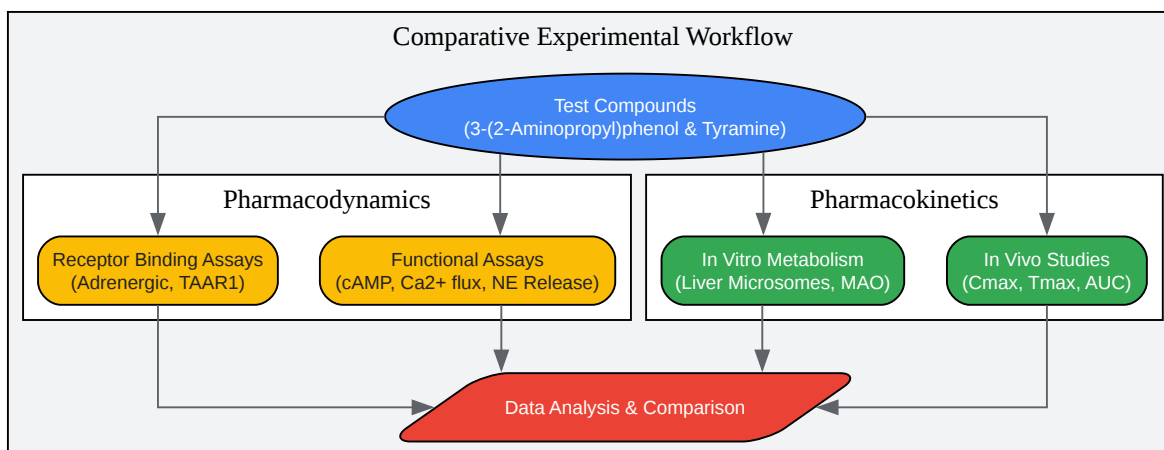 Comparative Experimental Workflow
Test Compounds
(3-(2-Aminopropyl)phenol & Tyramine)
Pharmacodynamics
Pharmacokinetics
Receptor Binding Assays
(Adrenergic, TAAR1)
Functional Assays
(cAMP, Ca2+ flux, NE Release)
In Vitro Metabolism
(Liver Microsomes, MAO)
In Vivo Studies
(Cmax, Tmax, AUC)
Data Analysis & Comparison